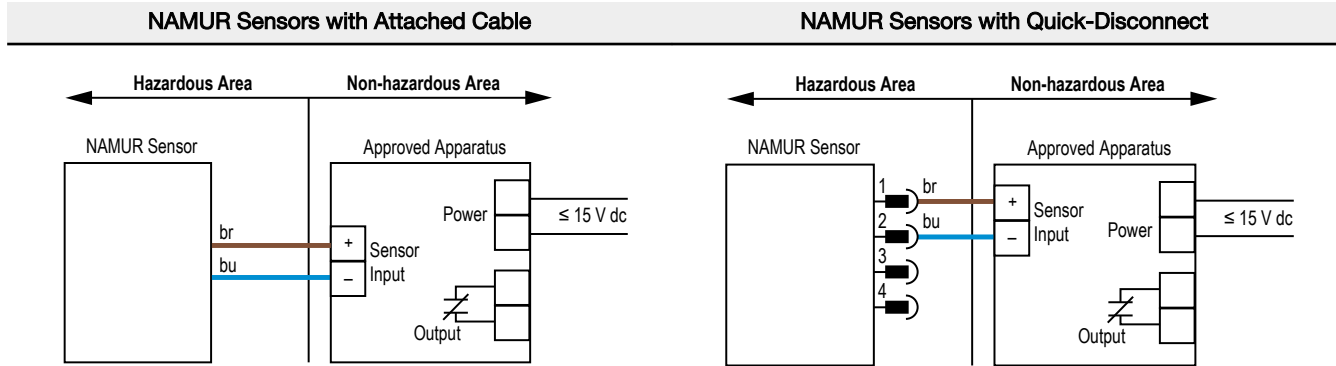 NAMUR Sensors with Attached Cable
Hazardous Area
Non-hazardous Area
NAMUR Sensor
Approved Apparatus
Power
≤ 15 V dc
br
bu
+
–
Sensor
Input
Output
NAMUR Sensors with Quick-Disconnect
Hazardous Area
Non-hazardous Area
NAMUR Sensor
Approved Apparatus
1
2
3
4
br
bu
+
–
Sensor
Input
Power
≤ 15 V dc
Output